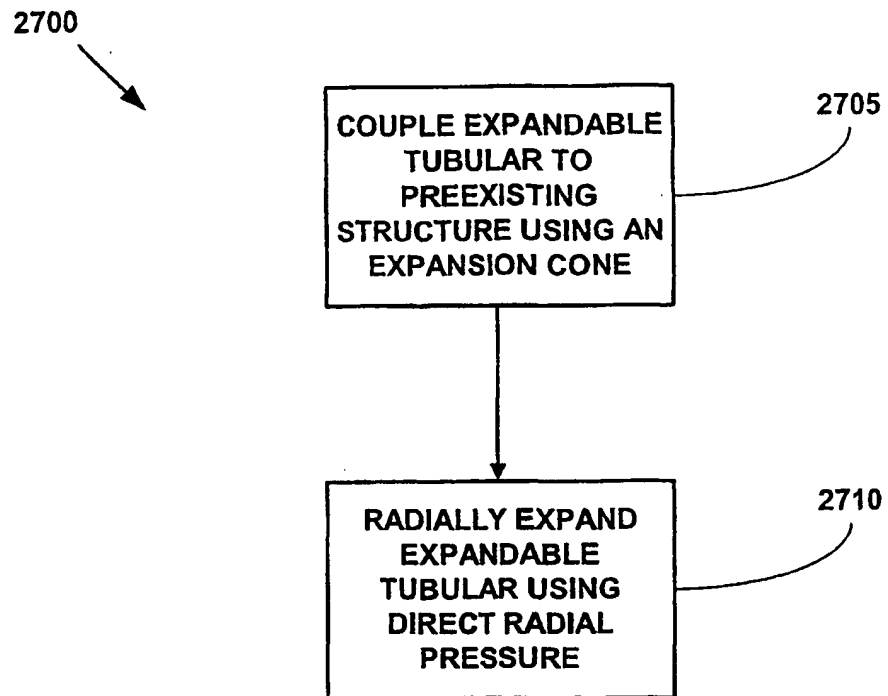 2700
2705
COUPLE EXPANDABLE
TUBULAR TO
PREEXISTING
STRUCTURE USING AN
EXPANSION CONE
2710
RADIALLY EXPAND
EXPANDABLE
TUBULAR USING
DIRECT RADIAL
PRESSURE